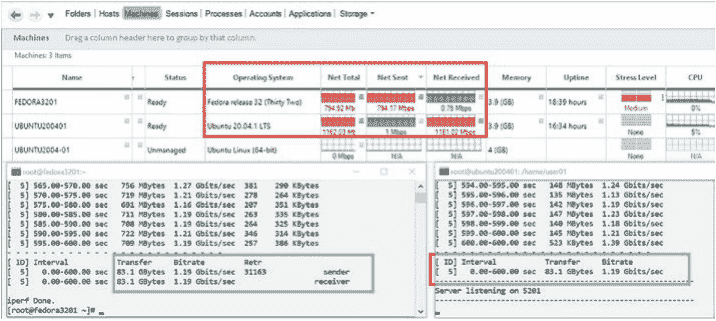 Folders Hosts Machines Sessions Processes Accounts Applications Storage
Machines Drag a column header here to group by that column.
Machines: 3 Items
Name Status Operating System Net Total Net Sent Net Received Memory Uptime Stress Level CPU
FEDORA3201 Ready Fedora release 32 (Thirty Two) 794.92 Mb 794.17 Mbps 0.75 Mbps 3.9 (GB) 18:39 hours Medium 0%
UBUNTU200401 Ready Ubuntu 20.04.1 LTS 1162.03 Mb 1 Mbps 1161.02 Mbps 3.9 (GB) 16:34 hours None 5%
UBUNTU2004-01 Unmanaged Ubuntu Linux (64-bit) 0 Mbps N/A N/A 4 (GB) None N/A
root@fedora3201:~
[ 5] 565.00-570.00 sec 756 MBytes 1.27 Gbits/sec 381 290 KBytes
[ 5] 570.00-575.00 sec 719 MBytes 1.21 Gbits/sec 278 264 KBytes
[ 5] 575.00-580.00 sec 691 MBytes 1.16 Gbits/sec 207 351 KBytes
[ 5] 580.00-585.00 sec 711 MBytes 1.19 Gbits/sec 263 335 KBytes
[ 5] 585.00-590.00 sec 708 MBytes 1.19 Gbits/sec 264 325 KBytes
[ 5] 590.00-595.00 sec 722 MBytes 1.21 Gbits/sec 346 314 KBytes
[ 5] 595.00-600.00 sec 709 MBytes 1.19 Gbits/sec 257 386 KBytes
- - - - - - - - - - - - - - - - - - - - - - - - -
[ ID] Interval Transfer Bitrate Retr
[ 5] 0.00-600.00 sec 83.1 GBytes 1.19 Gbits/sec 31163 sender
[ 5] 0.00-600.00 sec 83.1 GBytes 1.19 Gbits/sec receiver
iperf Done.
[root@fedora3201 ~]#
root@ubuntu200401: /home/user01
[ 5] 594.00-595.00 sec 148 MBytes 1.24 Gbits/sec
[ 5] 595.00-596.00 sec 135 MBytes 1.13 Gbits/sec
[ 5] 596.00-597.00 sec 142 MBytes 1.19 Gbits/sec
[ 5] 597.00-598.00 sec 147 MBytes 1.23 Gbits/sec
[ 5] 598.00-599.00 sec 140 MBytes 1.18 Gbits/sec
[ 5] 599.00-600.00 sec 145 MBytes 1.21 Gbits/sec
[ 5] 600.00-600.00 sec 523 KBytes 1.39 Gbits/sec
- - - - - - - - - - - - - - - - - - - - - - - - -
[ ID] Interval Transfer Bitrate
[ 5] 0.00-600.00 sec 83.1 GBytes 1.19 Gbits/sec
-----------------------------------------------------------
Server listening on 5201
-----------------------------------------------------------